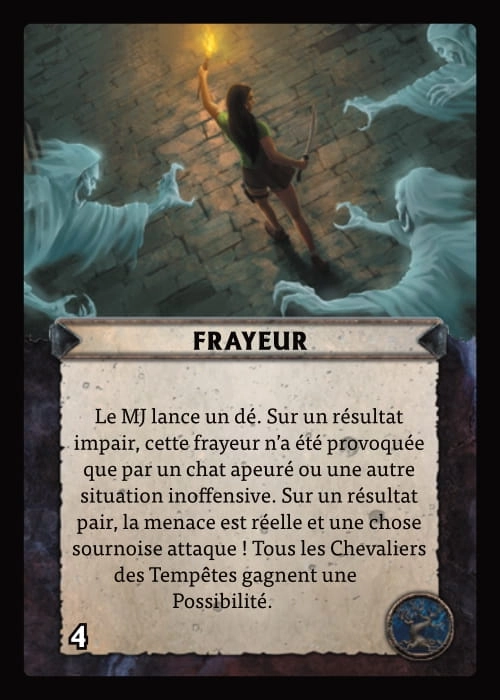 FRAYEUR
Le MJ lance un dé. Sur un résultat
impair, cette frayeur n'a été provoquée
que par un chat apeuré ou une autre
situation inoffensive. Sur un résultat
pair, la menace est réelle et une chose
sournoise attaque ! Tous les Chevaliers
des Tempêtes gagnent une
Possibilité.
4